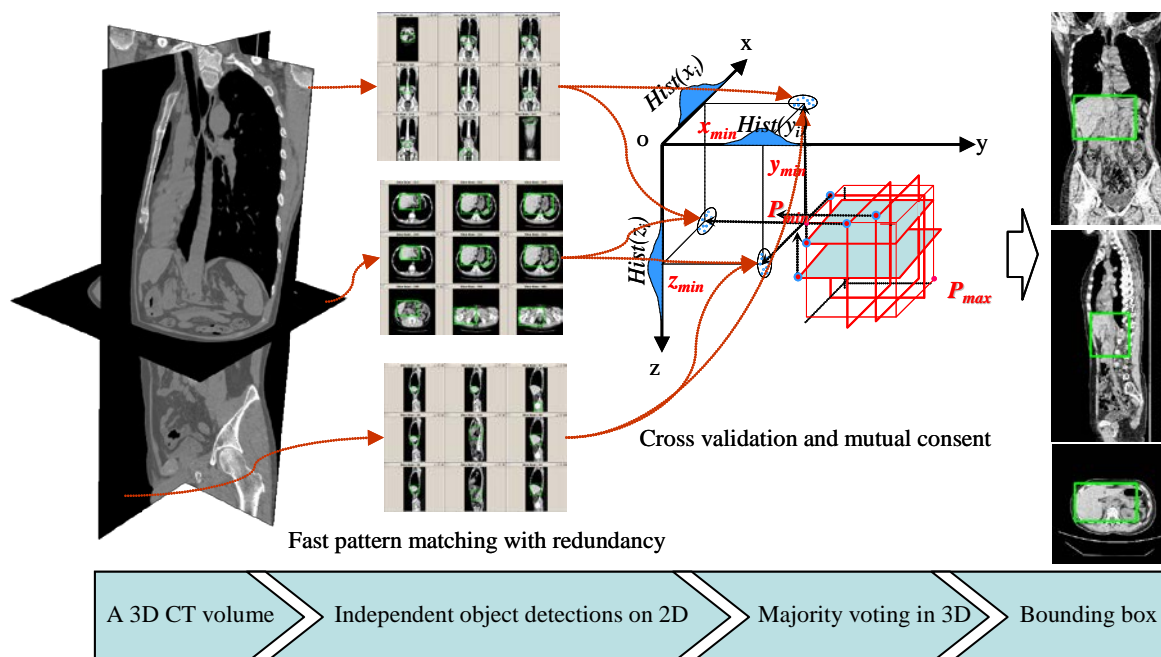 x
Hist(x_i)
x_min
Hist(y_i
O
y
y_min
P_min
Hist(z_i
z_min
P_max
z
Cross validation and mutual consent
Fast pattern matching with redundancy
A 3D CT volume
Independent object detections on 2D
Majority voting in 3D
Bounding box